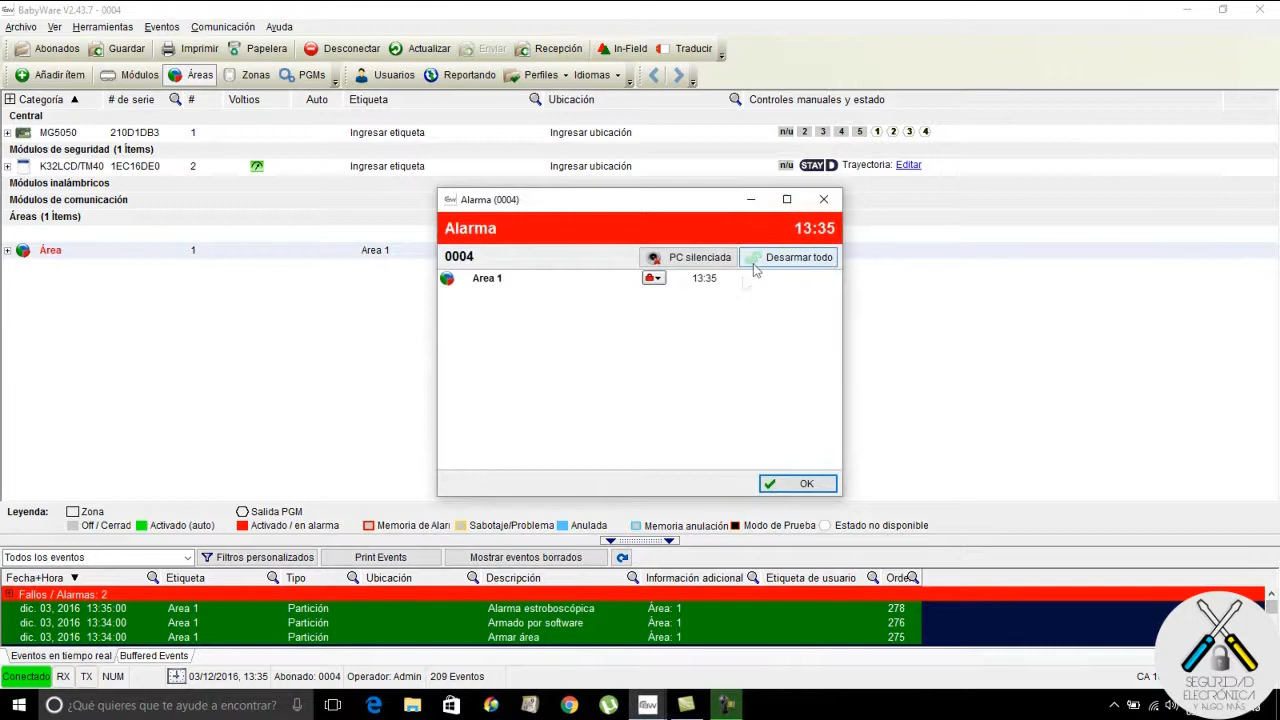 BabyWare V2.43.7 - 0004
Archivo Ver Herramientas Eventos Comunicación Ayuda
Abonados Guardar Imprimir Papelera Desconectar Actualizar Enviar Recepción In-Field Traducir
Añadir ítem Módulos Áreas Zonas PGMs Usuarios Reportando Perfiles Idiomas
Categoría # de serie # Voltios Auto Etiqueta Ubicación Controles manuales y estado
Central
MG5050 210D1DB3 1 Ingresar etiqueta Ingresar ubicación n/u 2 3 4 5 1 2 3 4
Módulos de seguridad (1 Ítem)
K32LCD/TM40 1EC16DE0 2 Ingresar etiqueta Ingresar ubicación n/u STAY D Trayectoria: Editar
Módulos inalámbricos
Módulos de comunicación
Áreas (1 Ítems)
Área 1 Area 1
Alarma (0004)
Alarma 13:35
0004 PC silenciada Desarmar todo
Area 1 13:35
OK
Leyenda: Zona Salida PGM
Off / Cerrad Activado (auto) Activado / en alarma Memoria de Alar Sabotaje/Problema Anulada Memoria anulación Modo de Prueba Estado no disponible
Todos los eventos Filtros personalizados Print Events Mostrar eventos borrados
Fecha+Hora Etiqueta Tipo Ubicación Descripción Información adicional Etiqueta de usuario Orde
Fallos / Alarmas: 2
dic. 03, 2016 13:35:00 Area 1 Partición Alarma estroboscópica Área: 1 278
dic. 03, 2016 13:34:00 Area 1 Partición Armado por software Área: 1 276
dic. 03, 2016 13:34:00 Area 1 Partición Armar área Área: 1 275
Eventos en tiempo real Buffered Events
Conectado RX TX NUM 03/12/2016, 13:35 Abonado: 0004 Operador: Admin 209 Eventos CA
¿Qué quieres que te ayude a encontrar?
SEGURIDAD
ELECTRÓNICA
Y ALGO MÁS